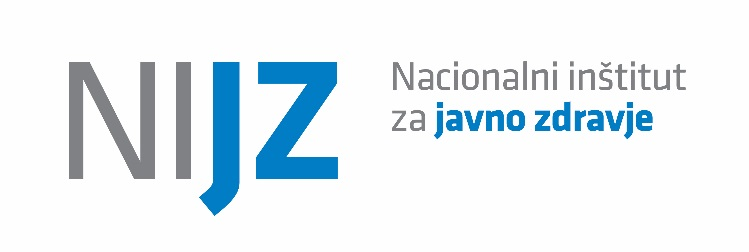 NIJZ
Nacionalni inštitut
za javno zdravje